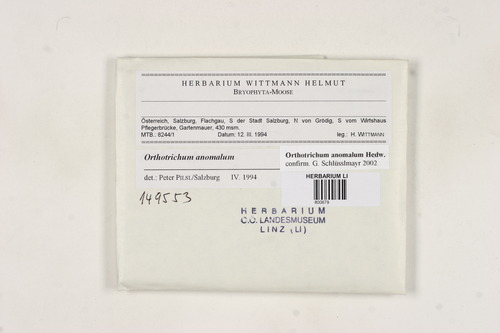 HERBARIUM WITTMANN HELMUT
BRYOPHYTA-MOOSE
Österreich, Salzburg, Flachgau, S der Stadt Salzburg, N von Grödig, S vom Wirtshaus
Pflegerbrücke, Gartenmauer, 430 msm.
MTB.: 8244/1 Datum: 12. III. 1994 leg.: H. WITTMANN
Orthotrichum anomalum
det.: Peter PILSL/Salzburg IV. 1994
Orthotrichum anomalum Hedw.
confirm. G. Schlüsslmayr 2002
HERBARIUM LI
149553
HERBARIUM
O.Ö. LANDESMUSEUM
LINZ (LI)